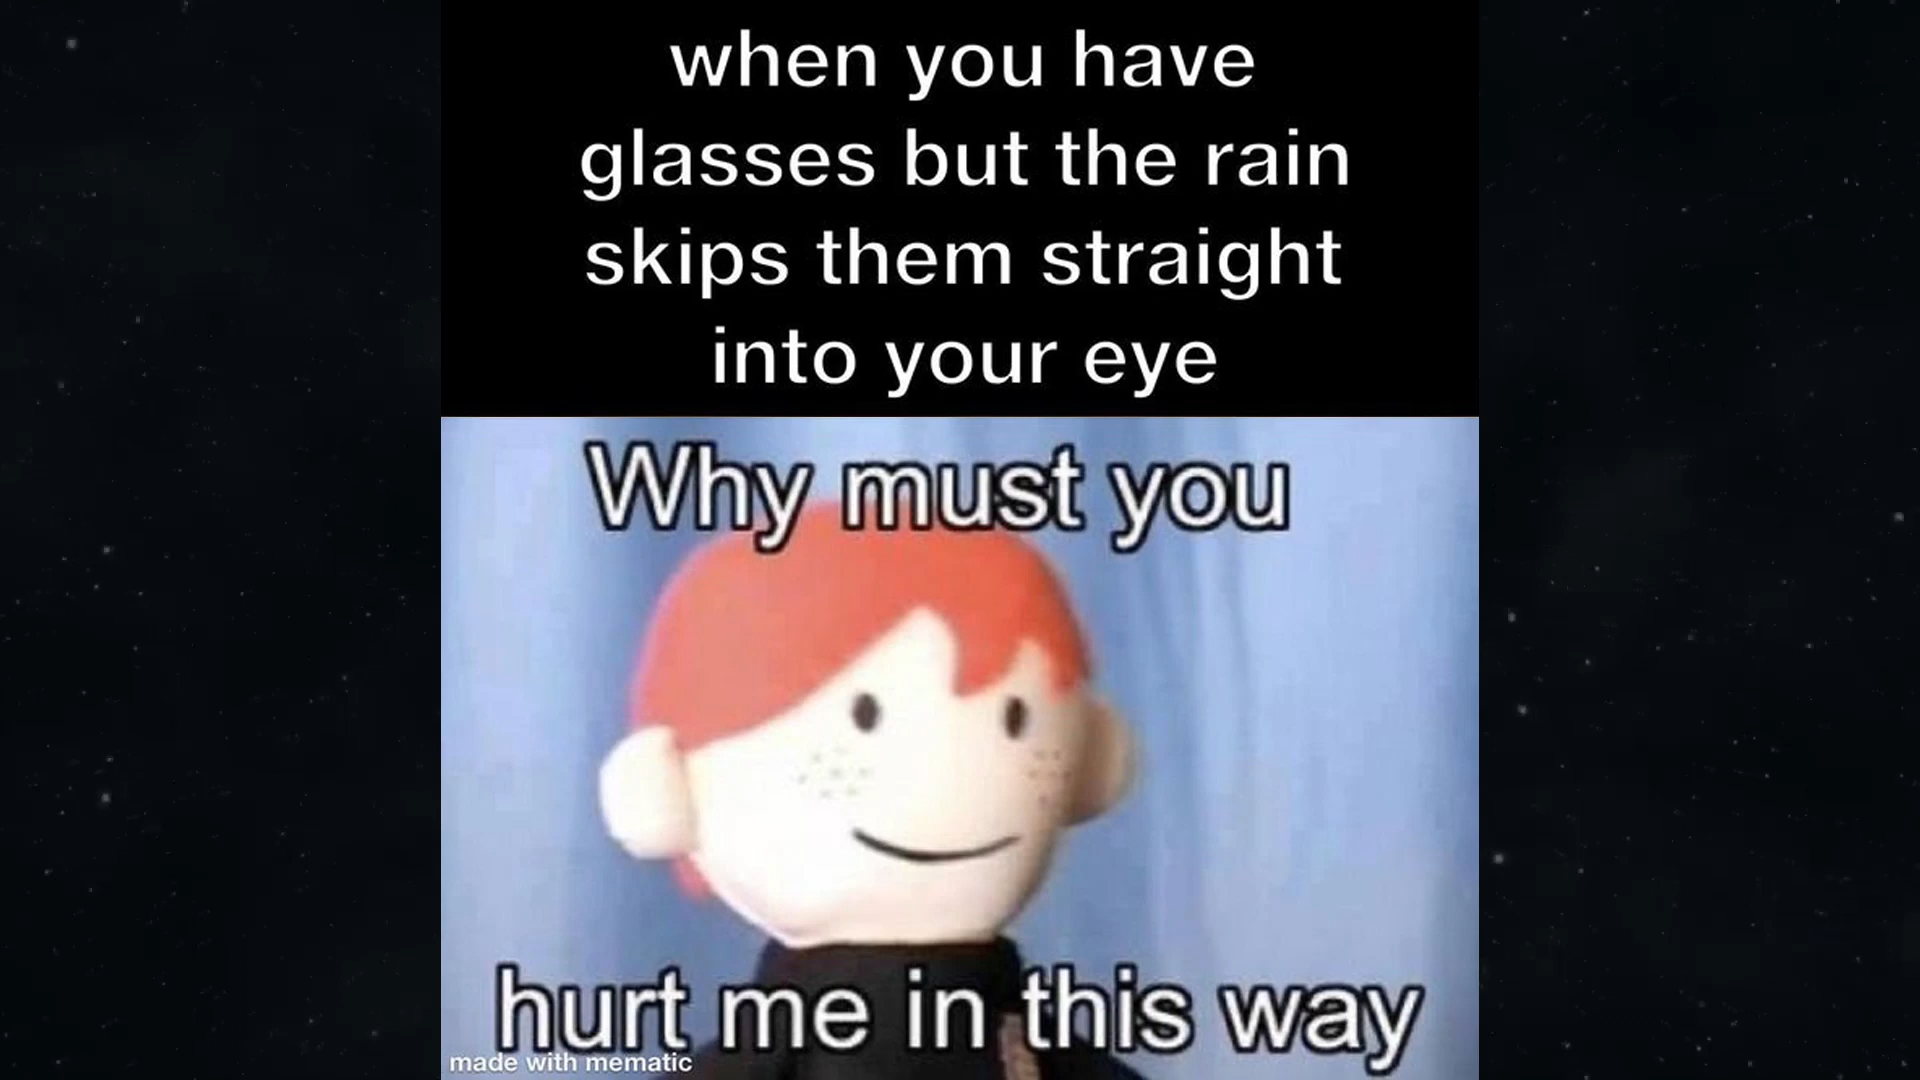 when you have
glasses but the rain
skips them straight
into your eye
Why must you
hurt me in this way
made with mematic